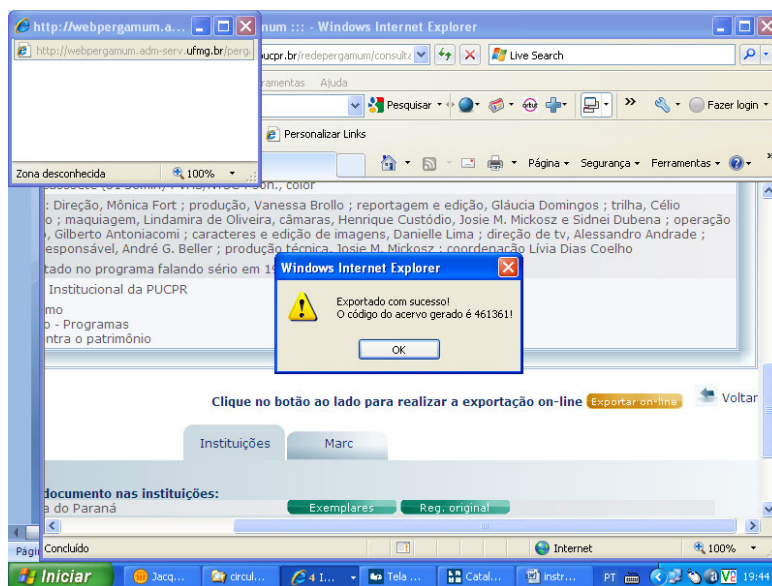 http://webpergamum.a...
num ::: - Windows Internet Explorer
http://webpergamum.adm-serv.ufmg.br/perg
ucpr.br/redepergamum/consulta
Live Search
ramentas Ajuda
Pesquisar
Fazer login
Personalizar Links
Página Segurança Ferramentas
Zona desconhecida 100%
color
: Direção, Mônica Fort ; produção, Vanessa Brollo ; reportagem e edição, Gláucia Domingos ; trilha, Célio
o ; maquiagem, Lindamira de Oliveira, câmaras, Henrique Custódio, Josie M. Mickosz e Sidnei Dubena ; operação
, Gilberto Antoniacomi ; caracteres e edição de imagens, Danielle Lima ; direção de tv, Alessandro Andrade ;
esponsável, André G. Beller ; produção técnica, Josie M. Mickosz ; coordenação Lívia Dias Coelho
tado no programa falando sério em 19
Windows Internet Explorer
Institucional da PUCPR
Exportado com sucesso!
O código do acervo gerado é 461361!
mo
o - Programas
entra o patrimônio
OK
Clique no botão ao lado para realizar a exportação on-line
Exportar on-line
Voltar
Instituições
Marc
documento nas instituições:
a do Paraná
Exemplares
Reg. original
Pági
Concluído
Internet
100%
Iniciar
Jacq...
circul...
4 I...
Tela ...
Catal...
instr...
PT
19:44